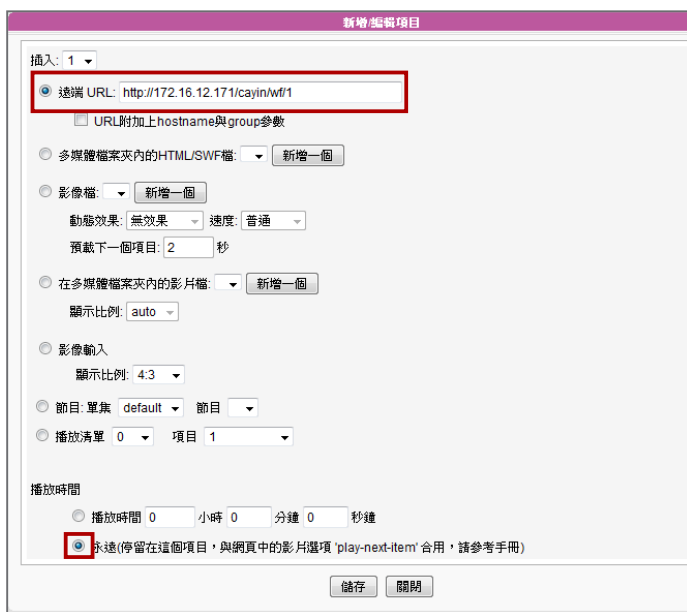 新增/編輯項目
插入: 1
遠端 URL: http://172.16.12.171/cayin/wf/1
URL附加上hostname與group參數
多媒體檔案夾內的HTML/SWF檔: 新增一個
影像檔: 新增一個
動態效果: 無效果 速度: 普通
預載下一個項目: 2 秒
在多媒體檔案夾內的影片檔: 新增一個
顯示比例: auto
影像輸入
顯示比例: 4:3
節目: 單集 default 節目
播放清單 0 項目 1
播放時間
播放時間 0 小時 0 分鐘 0 秒鐘
永遠(停留在這個項目，與網頁中的影片選項 'play-next-item' 合用，請參考手冊)
儲存 關閉